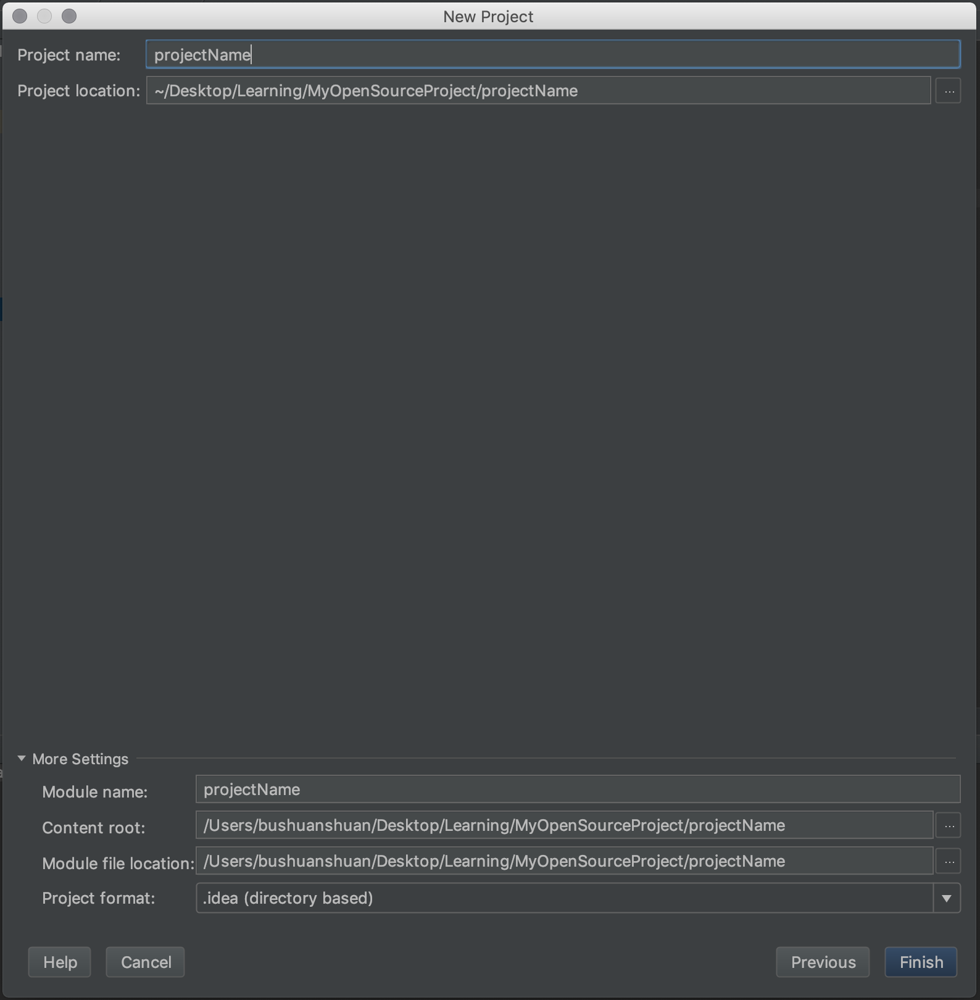 New Project
Project name: projectName
Project location: ~/Desktop/Learning/MyOpenSourceProject/projectName ...
More Settings
Module name: projectName
Content root: /Users/bushuanshuan/Desktop/Learning/MyOpenSourceProject/projectName ...
Module file location: /Users/bushuanshuan/Desktop/Learning/MyOpenSourceProject/projectName ...
Project format: .idea (directory based)
Help Cancel Previous Finish